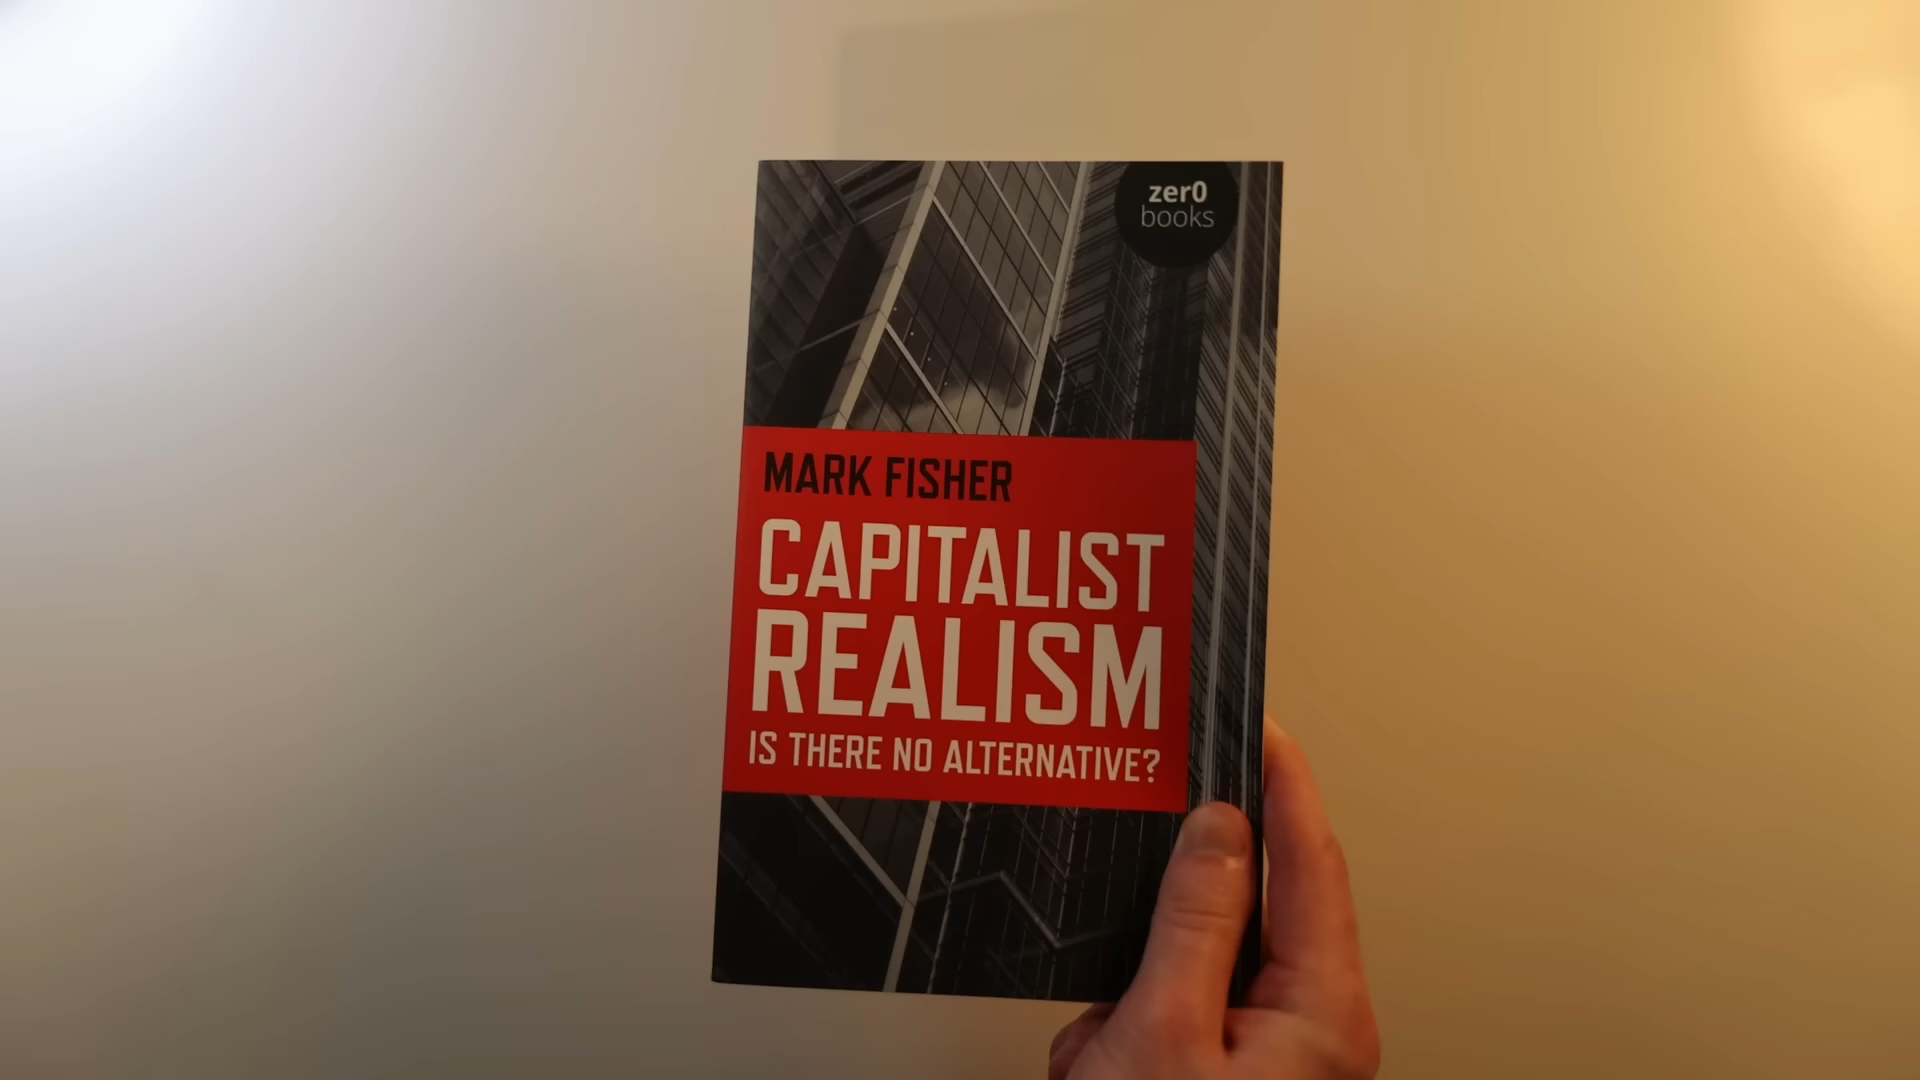 zer0
books
MARK FISHER
CAPITALIST
REALISM
IS THERE NO ALTERNATIVE?